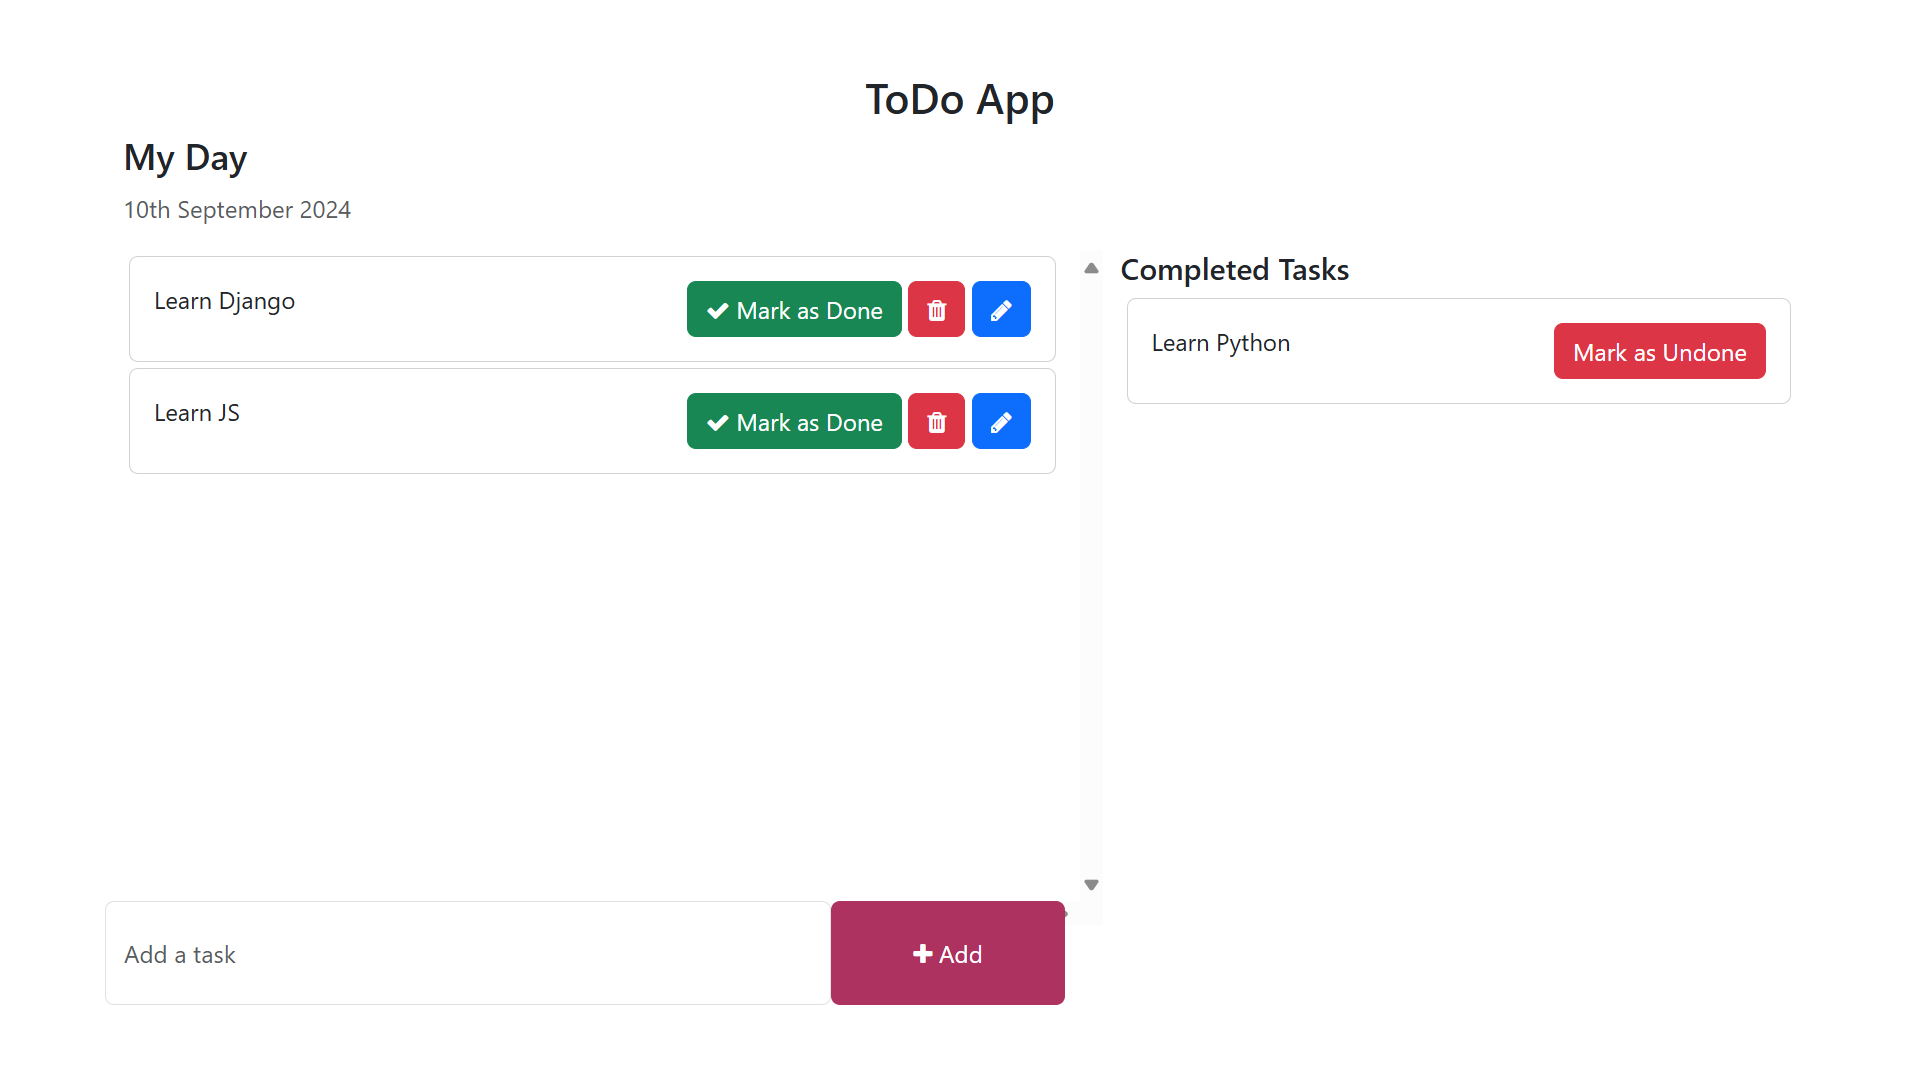 ToDo App
My Day
10th September 2024
Learn Django
Mark as Done
Learn JS
Mark as Done
Completed Tasks
Learn Python
Mark as Undone
Add a task
Add